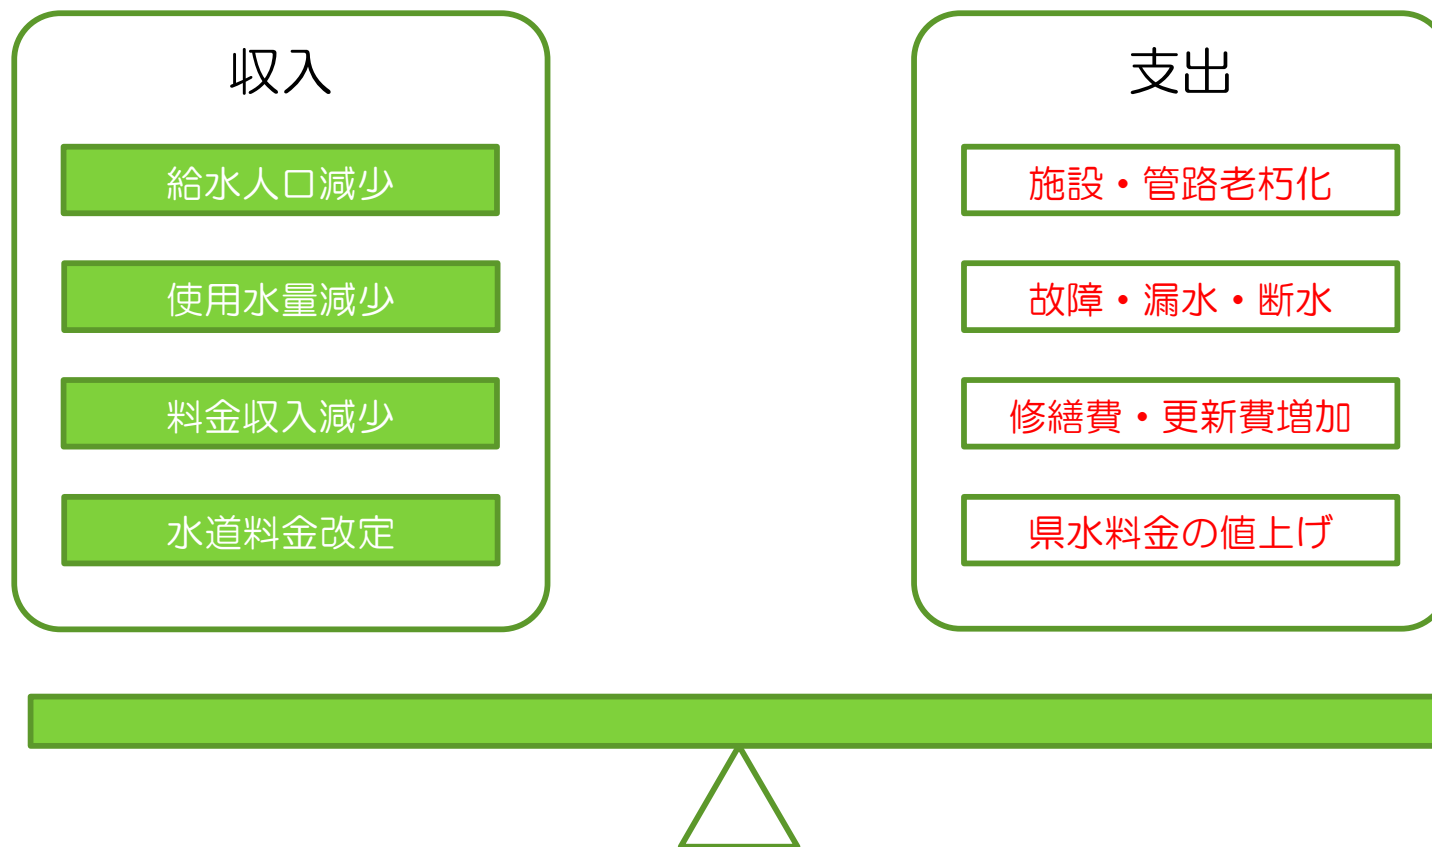 収入
給水人口減少
使用水量減少
料金収入減少
水道料金改定
支出
施設・管路老朽化
故障・漏水・断水
修繕費・更新費増加
県水料金の値上げ